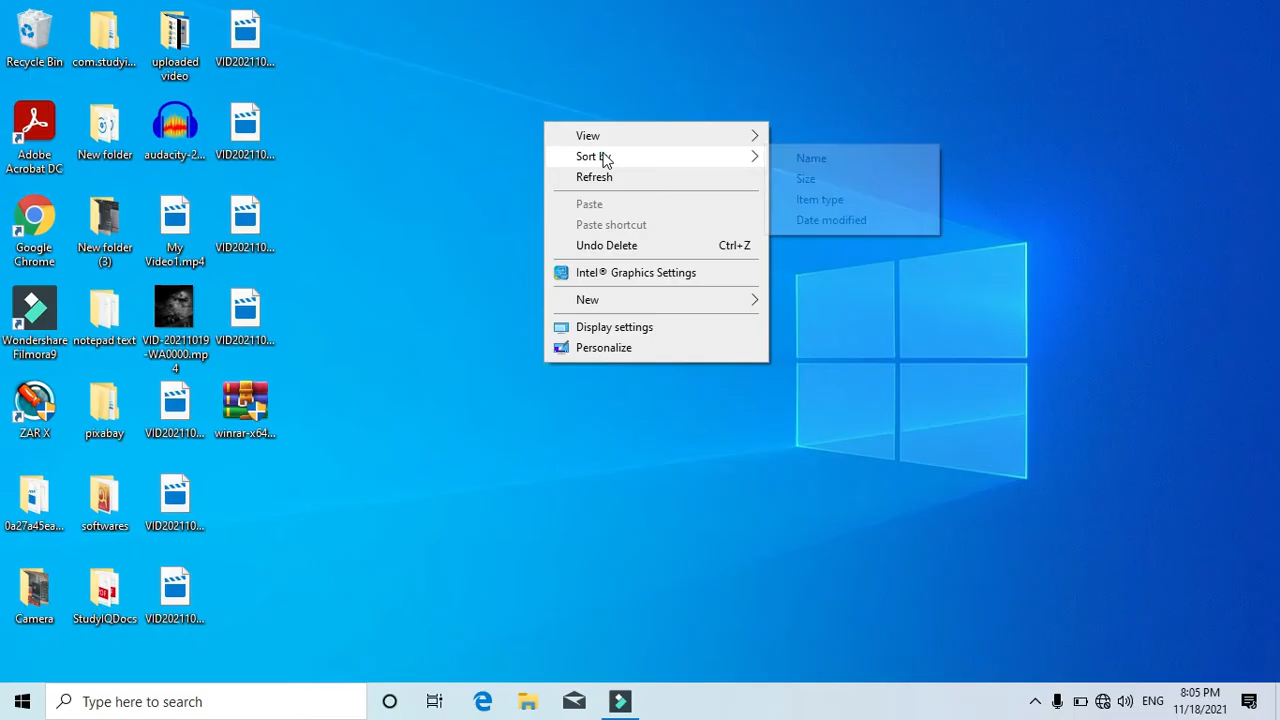 Recycle Bin
com.studyi...
uploaded
video
VID202110...
Adobe
Acrobat DC
New folder
audacity-2...
VID202110...
Google
Chrome
New folder
(3)
My
Video1.mp4
VID202110...
Wondershare
Filmora9
notepad text
VID-20211019
-WA0000.mp
4
VID202110...
ZAR X
pixabay
VID202110...
winrar-x64...
0a27a45ea...
softwares
VID202110...
Camera
StudyIQDocs
VID202110...
View
Sort by
Refresh
Paste
Paste shortcut
Undo Delete Ctrl+Z
Intel® Graphics Settings
New
Display settings
Personalize
Name
Size
Item type
Date modified
Type here to search
ENG
8:05 PM
11/18/2021